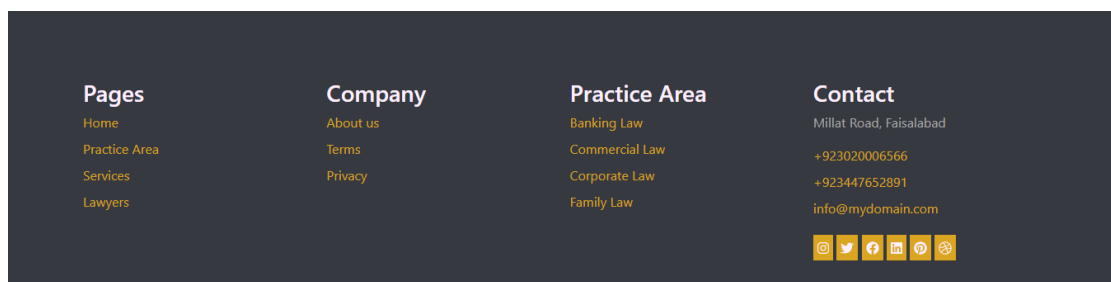 Pages
Home
Practice Area
Services
Lawyers
Company
About us
Terms
Privacy
Practice Area
Banking Law
Commercial Law
Corporate Law
Family Law
Contact
Millat Road, Faisalabad
+923020006566
+923447652891
info@mydomain.com